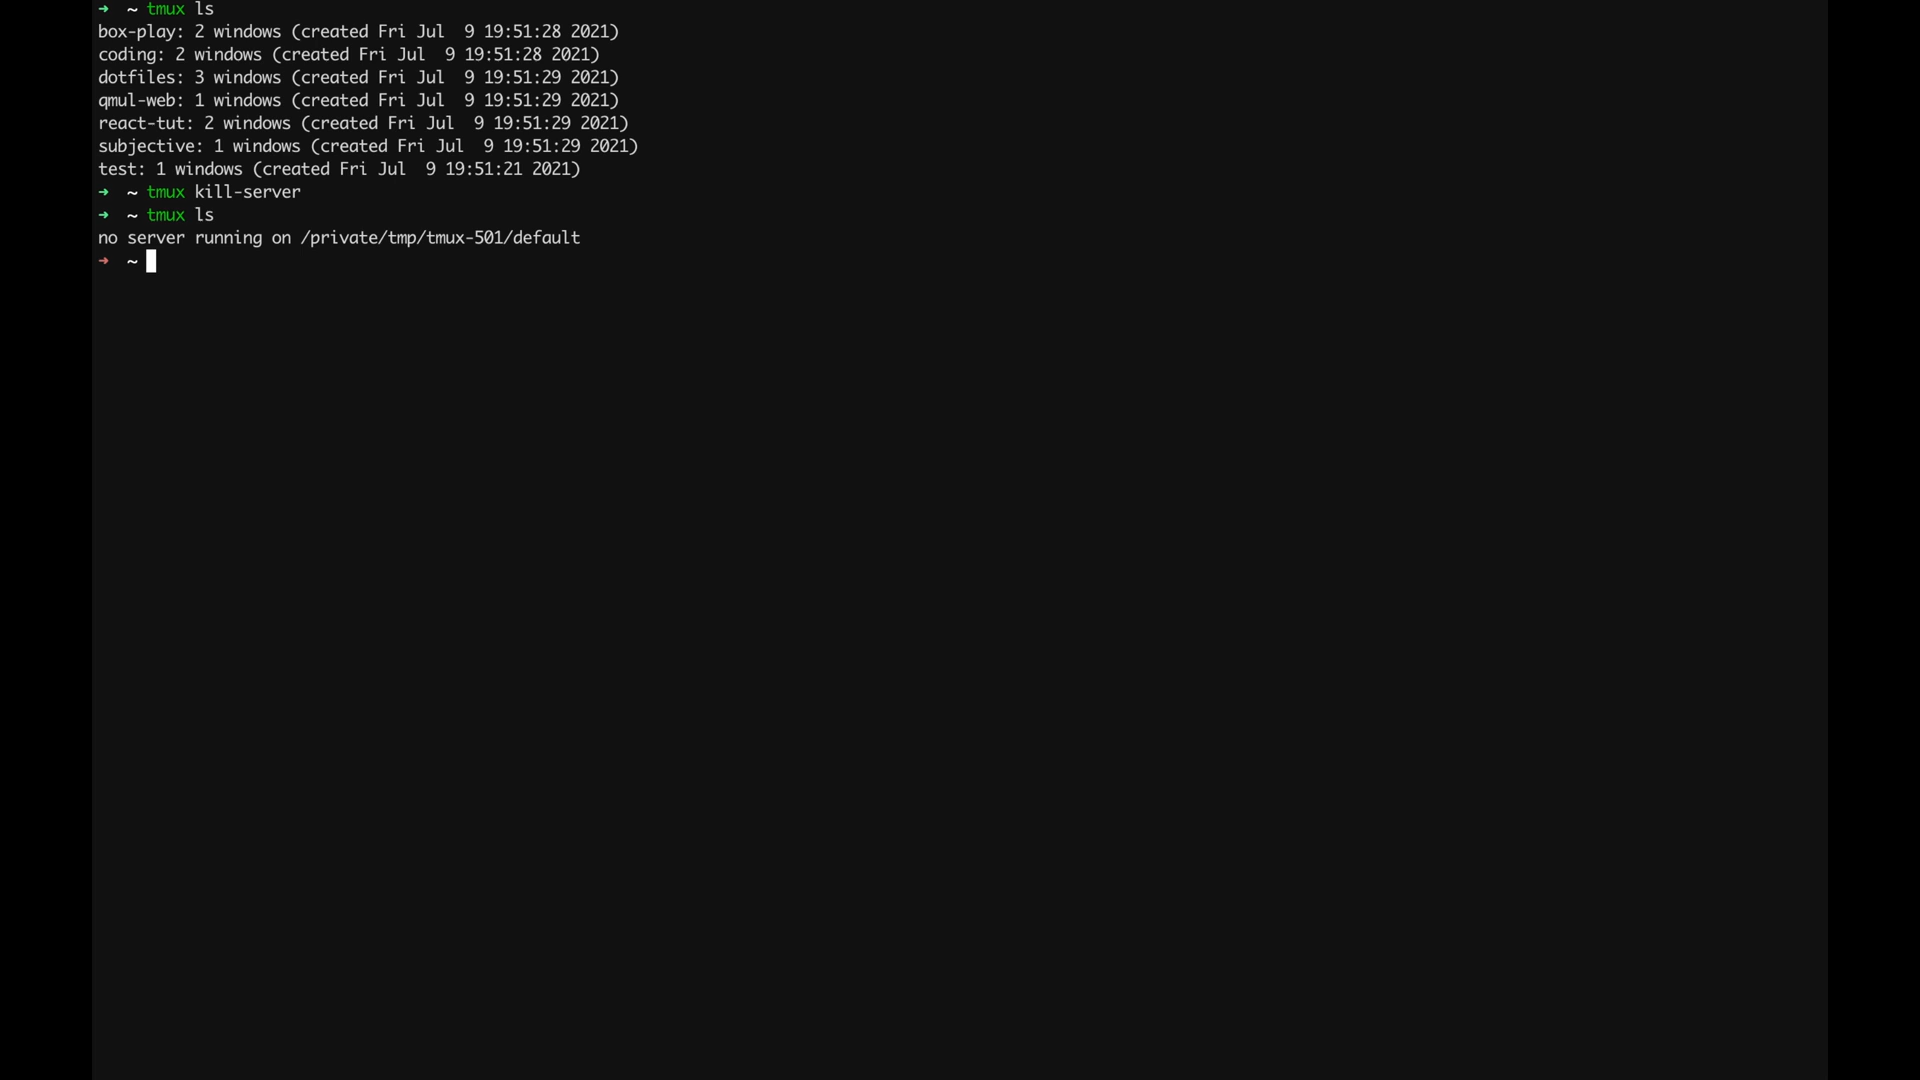 ➜  ~ tmux ls
box-play: 2 windows (created Fri Jul  9 19:51:28 2021)
coding: 2 windows (created Fri Jul  9 19:51:28 2021)
dotfiles: 3 windows (created Fri Jul  9 19:51:29 2021)
qmul-web: 1 windows (created Fri Jul  9 19:51:29 2021)
react-tut: 2 windows (created Fri Jul  9 19:51:29 2021)
subjective: 1 windows (created Fri Jul  9 19:51:29 2021)
test: 1 windows (created Fri Jul  9 19:51:21 2021)
➜  ~ tmux kill-server
➜  ~ tmux ls
no server running on /private/tmp/tmux-501/default
➜  ~